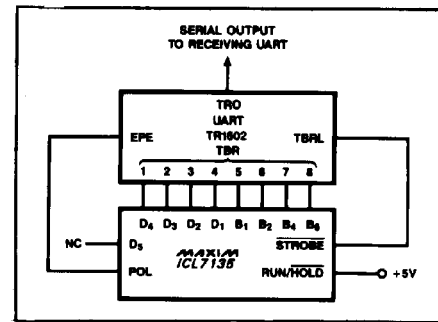 SERIAL OUTPUT
TO RECEIVING UART
TRO
UART
EPE TR1602 TBRL
TBR
1 2 3 4 5 6 7 8
D4 D3 D2 D1 B1 B2 B4 B8
NC D5 STROBE
MAXIM
POL ICL7135 RUN/HOLD +5V